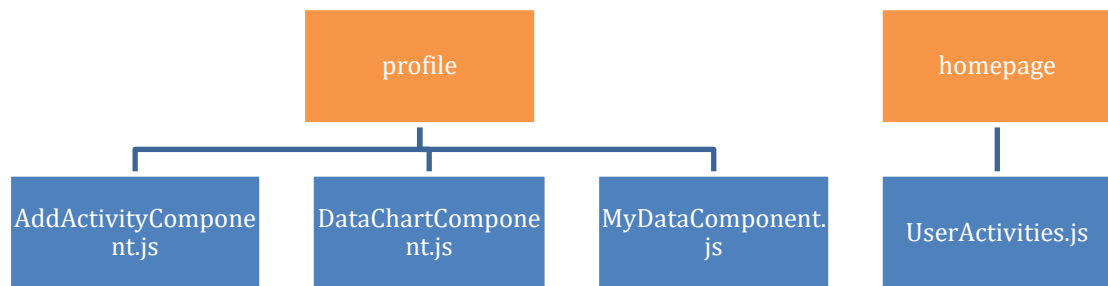 profile
homepage
AddActivityCompone
nt.js
DataChartCompone
nt.js
MyDataComponent.
js
UserActivities.js